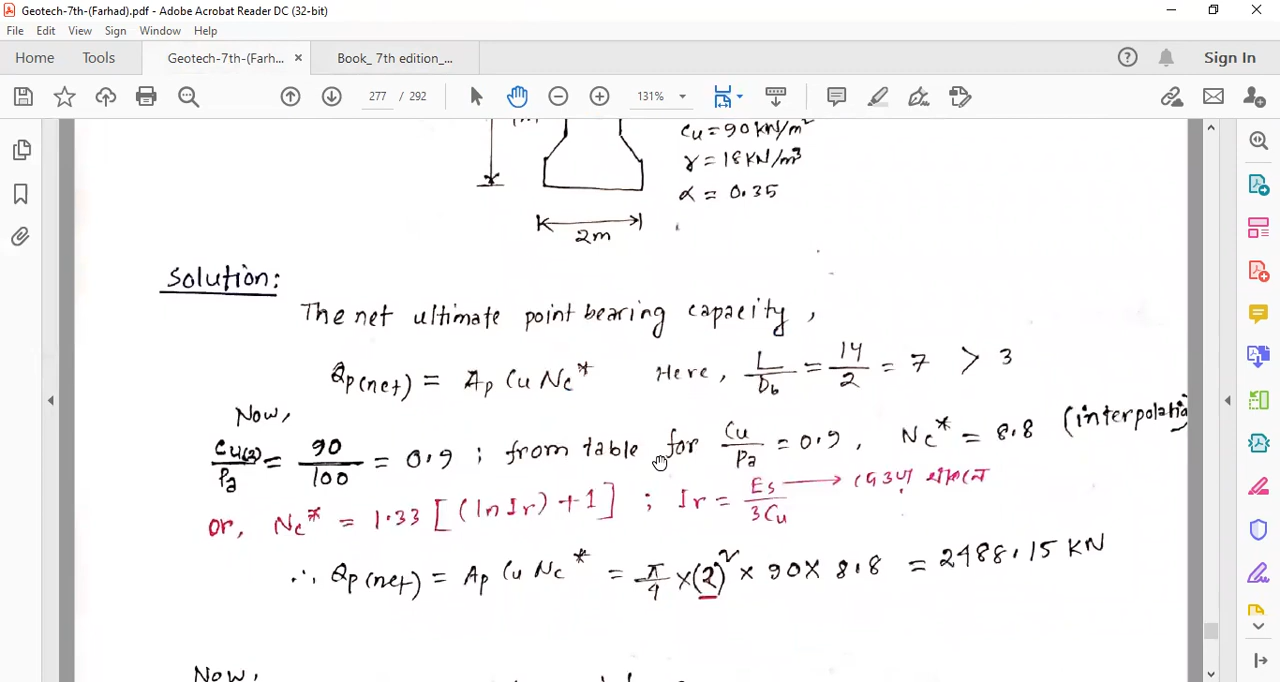 Geotech-7th-(Farhad).pdf - Adobe Acrobat Reader DC (32-bit)
File Edit View Sign Window Help
Home Tools Geotech-7th-(Farh... × Book_ 7th edition_... Sign In
277 / 292 131%
Cu = 90 KN/m²
γ = 18 KN/m³
α = 0.35
2m
Solution:
The net ultimate point bearing capacity,
Qp(net) = Ap Cu Nc* Here, L/Db = 14/2 = 7 > 3
Now,
Cu(2)/Pa = 90/100 = 0.9 ; from table for Cu/Pa = 0.9, Nc* = 8.8 (interpolatio
or, Nc* = 1.33 [(ln Ir) + 1] ; Ir = Es/3Cu →
∴ Qp(net) = Ap Cu Nc* = π/4 × (2)² × 90 × 8.8 = 2488.15 KN
Now,